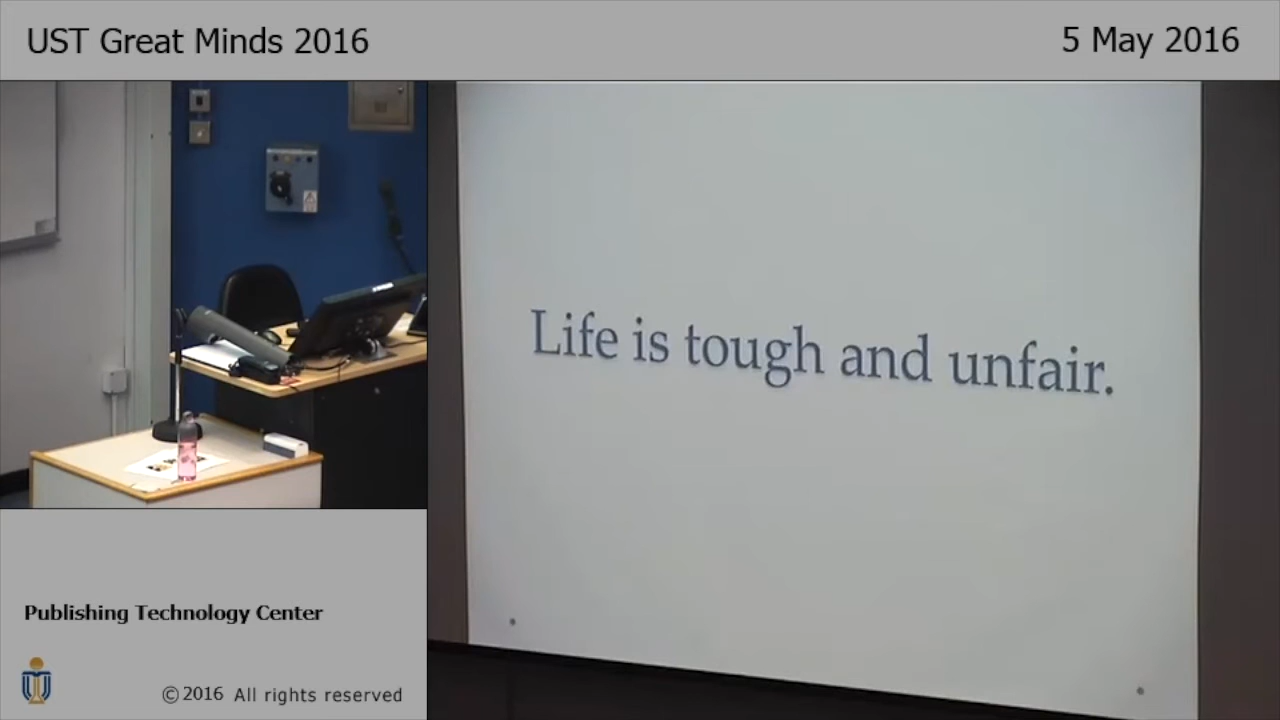 UST Great Minds 2016
5 May 2016
Life is tough and unfair.
Publishing Technology Center
©2016 All rights reserved